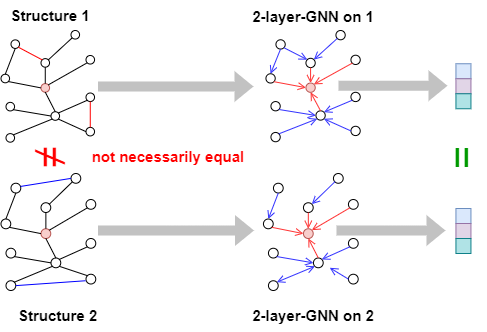 Structure 1
2-layer-GNN on 1
not necessarily equal
Structure 2
2-layer-GNN on 2